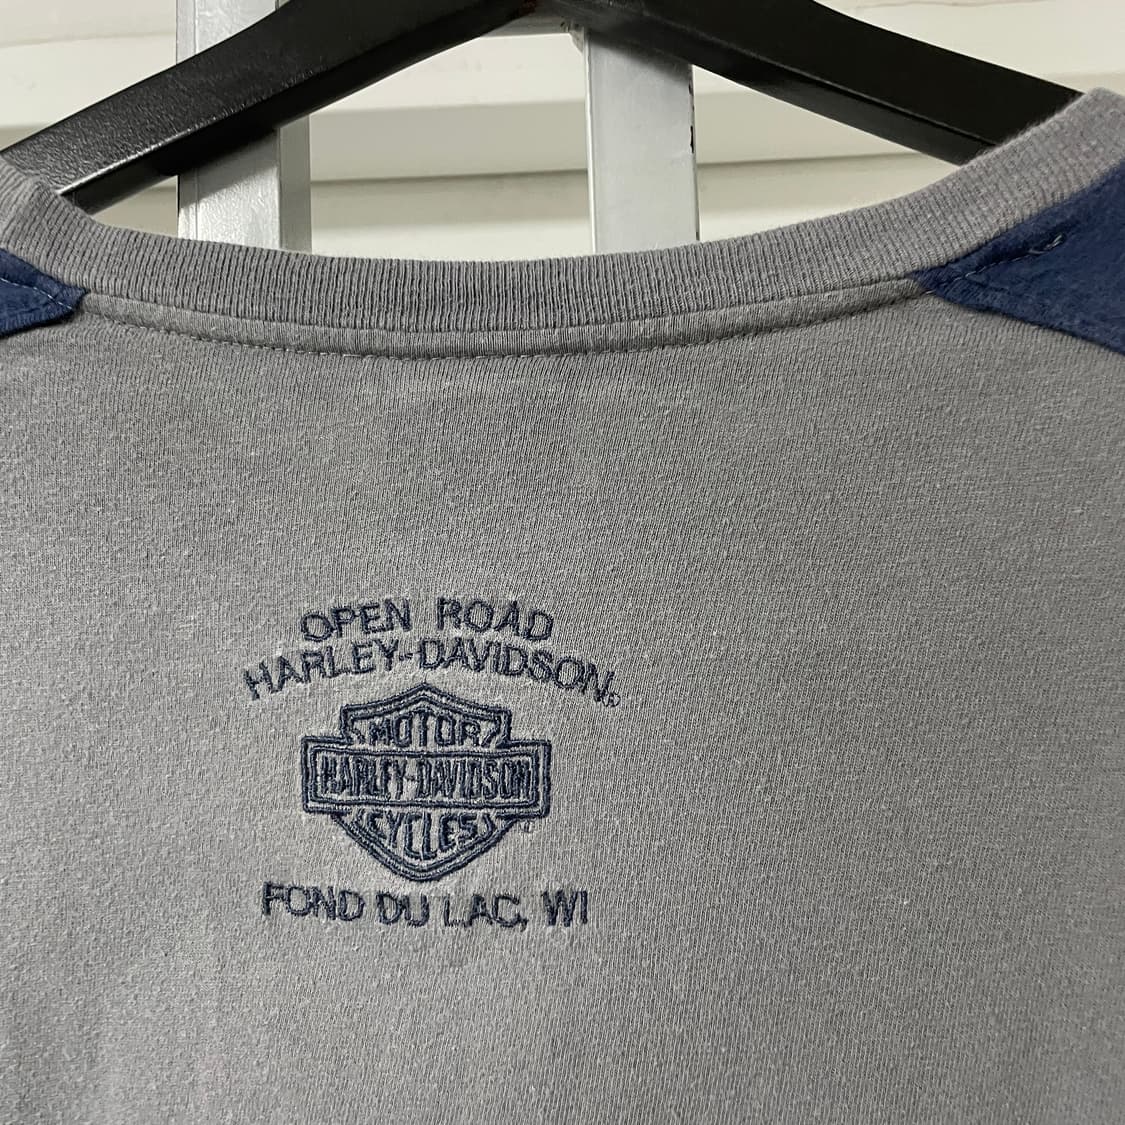 OPEN ROAD
HARLEY-DAVIDSON®
MOTOR
HARLEY-DAVIDSON
CYCLES
FOND DU LAC, WI